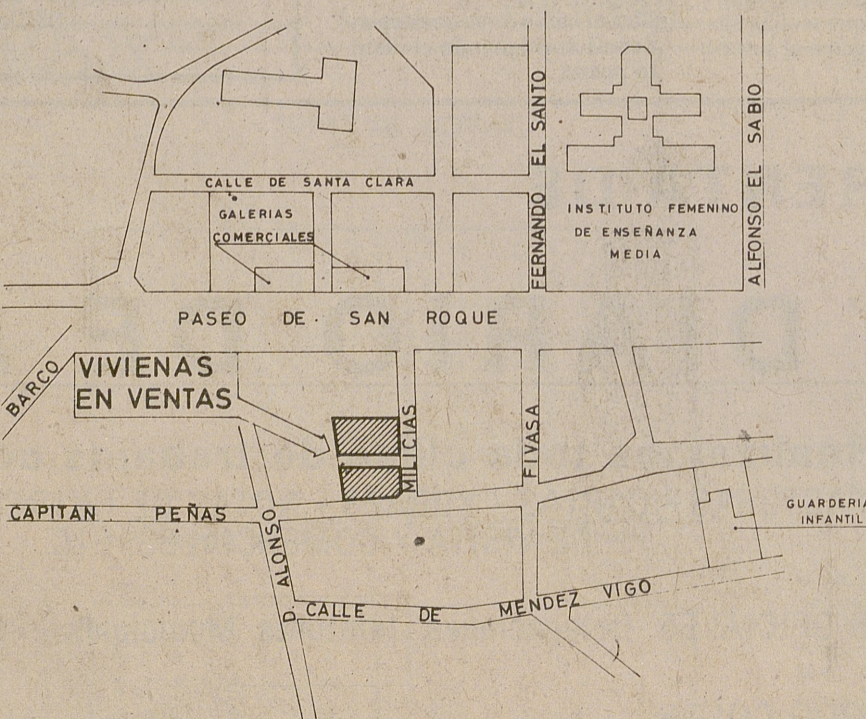 FERNANDO EL SANTO
ALFONSO EL SABIO
CALLE DE SANTA CLARA
GALERIAS
COMERCIALES
INSTITUTO FEMENINO
DE ENSEÑANZA
MEDIA
PASEO DE SAN ROQUE
BARCO
VIVIENAS
EN VENTAS
MILICIAS
FIVASA
CAPITAN PEÑAS
D. ALONSO
GUARDERIA
INFANTIL
CALLE DE MENDEZ VIGO